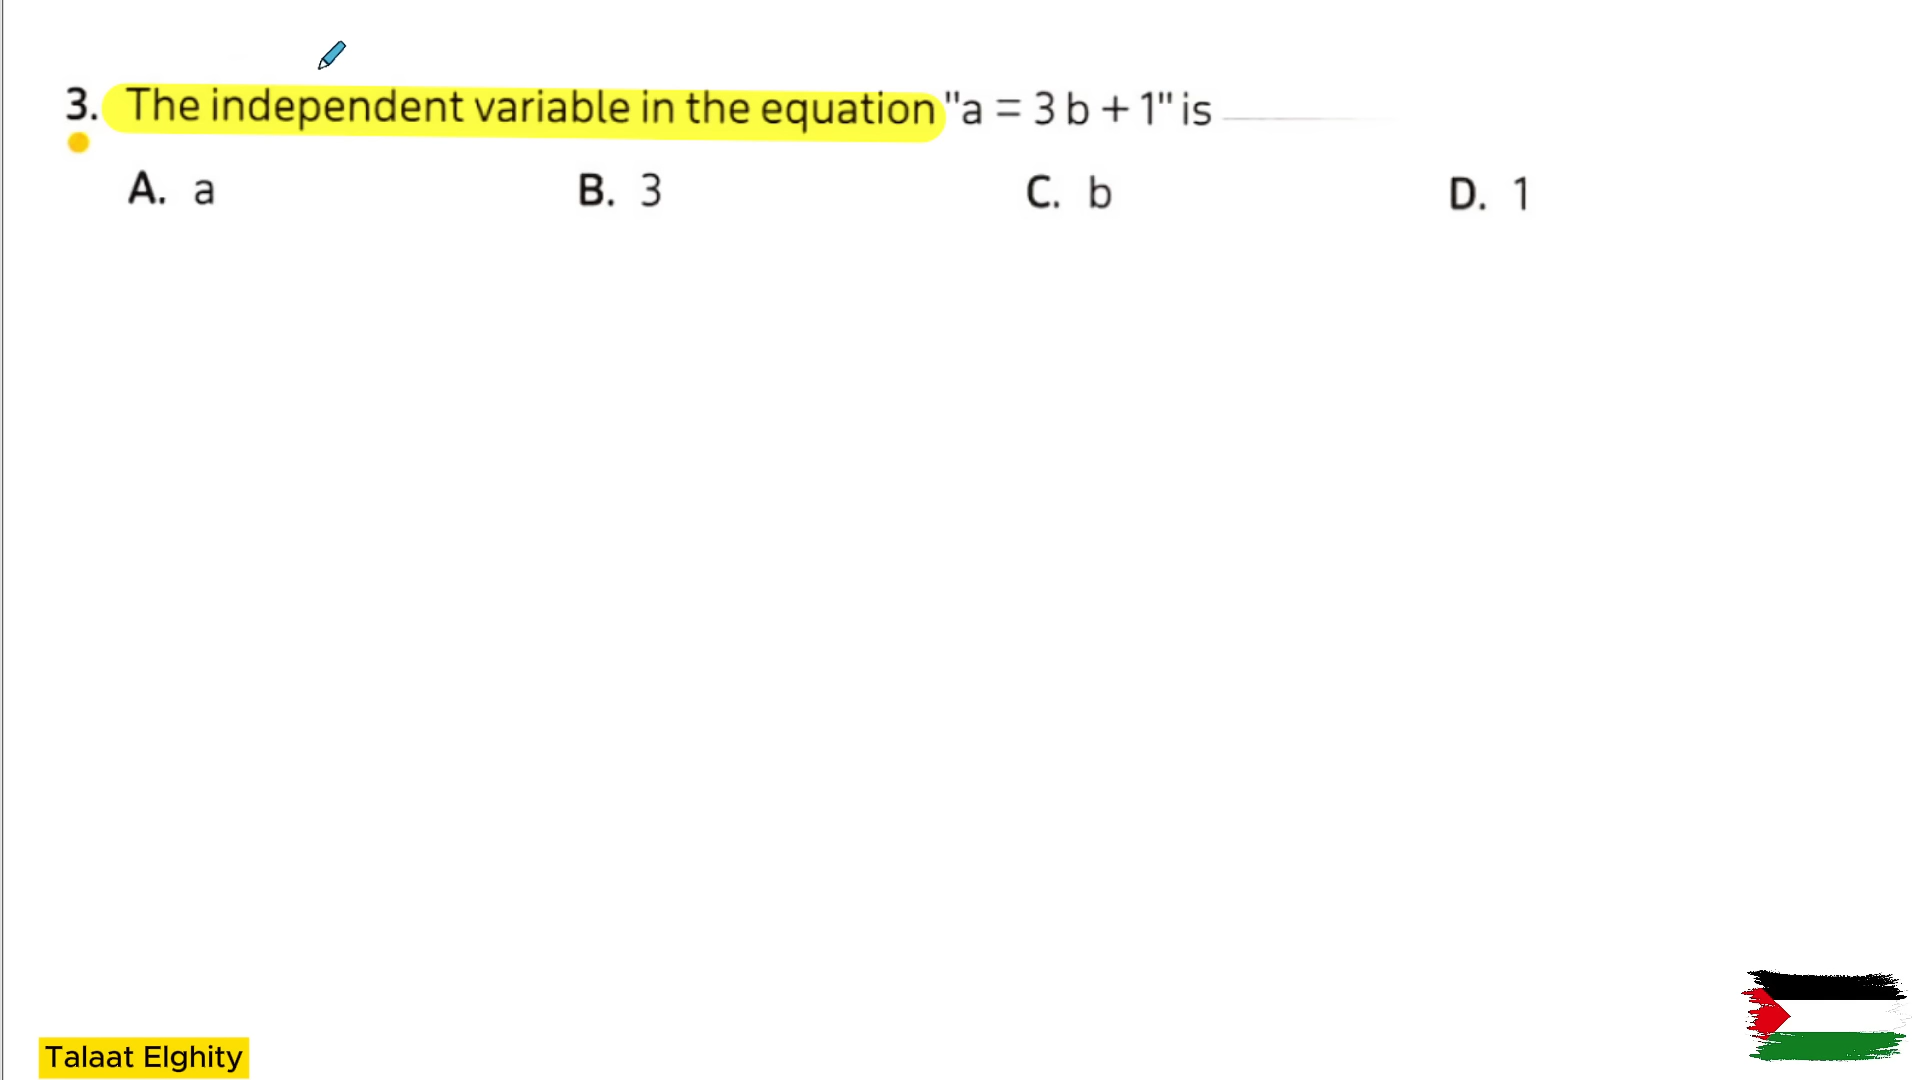 3. The independent variable in the equation "a = 3 b + 1" is
A. a B. 3 C. b D. 1
Talaat Elghity